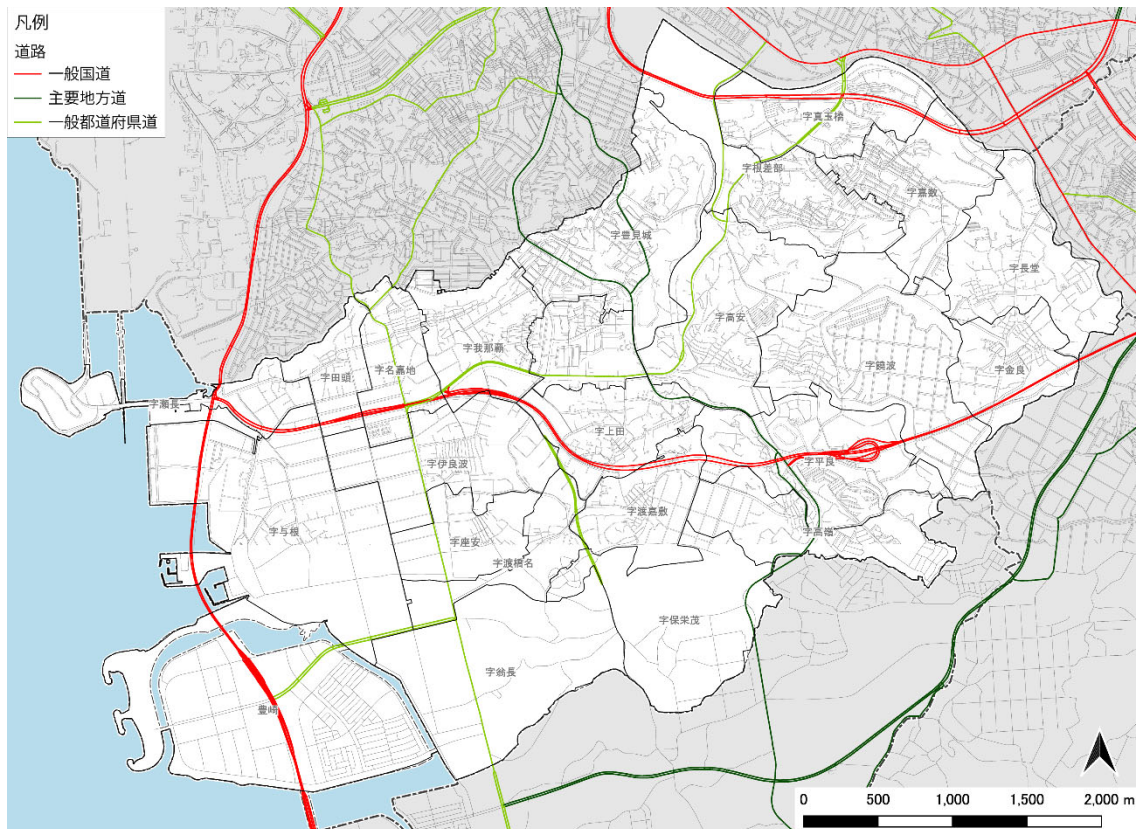 凡例
道路
一般国道
主要地方道
一般都道府県道
字真玉橋
字根差部
字嘉数
字豊見城
字長堂
字高安
字我那覇
字鏡波
字金良
字田頭
字名嘉地
字瀬長
字上田
字平良
字伊良波
字渡嘉敷
字与根
字座安
字高嶺
字渡橋名
字保栄茂
字翁長
豊崎
0 500 1,000 1,500 2,000 m